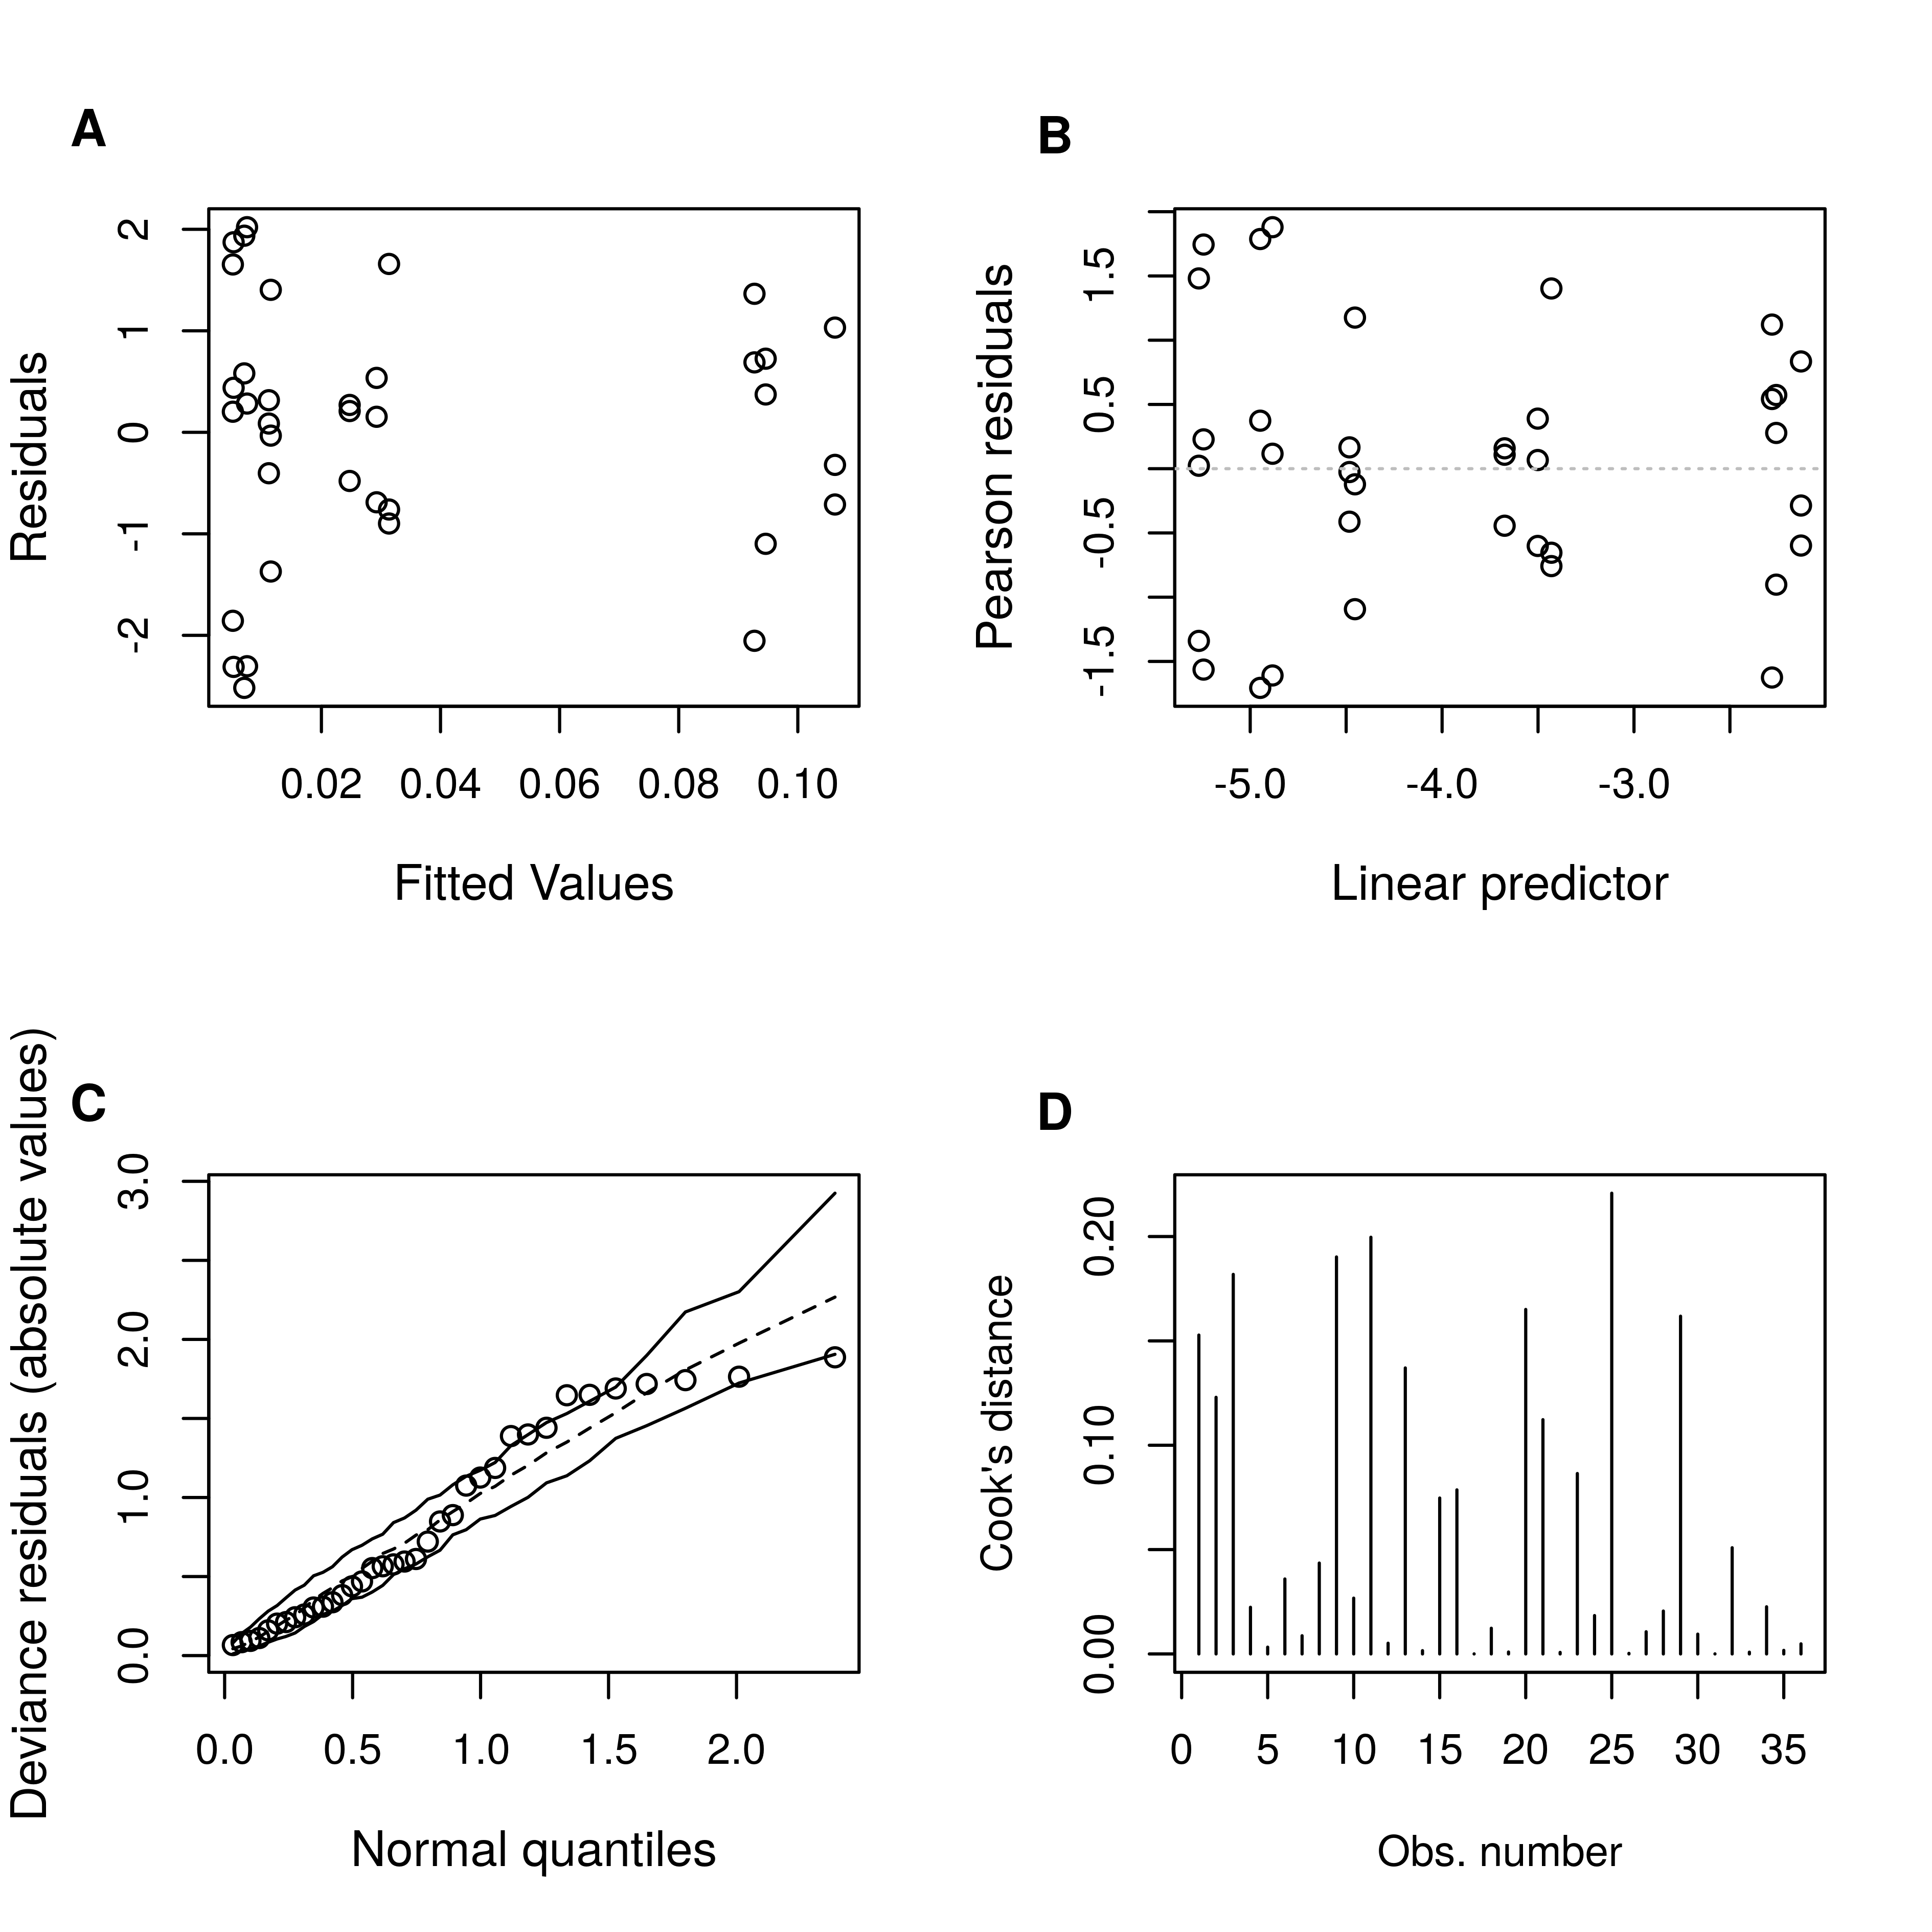 A
Residuals
2
1
0
-1
-2
0.02 0.04 0.06 0.08 0.10
Fitted Values
B
Pearson residuals
1.5
0.5
-0.5
-1.5
-5.0 -4.0 -3.0
Linear predictor
C
Deviance residuals (absolute values)
3.0
2.0
1.0
0.0
0.0 0.5 1.0 1.5 2.0
Normal quantiles
D
Cook's distance
0.20
0.10
0.00
0 5 10 15 20 25 30 35
Obs. number